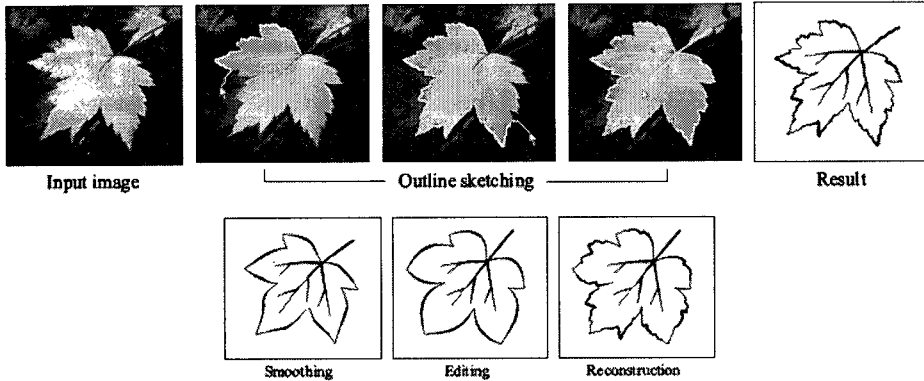 Input image
Outline sketching
Result
Smoothing
Editing
Reconstruction